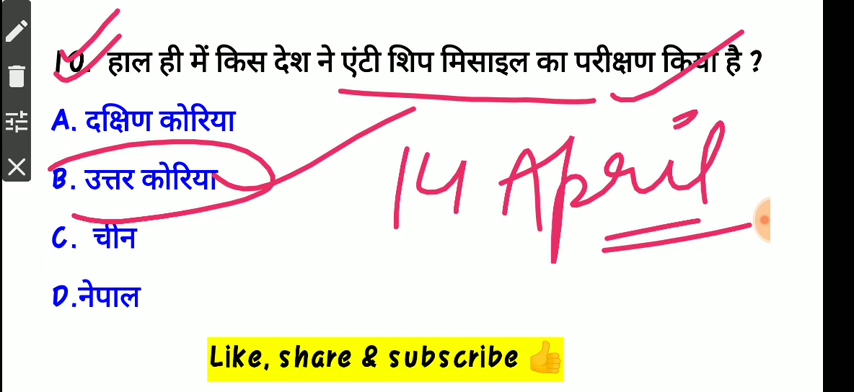 10. हाल ही में किस देश ने एंटी शिप मिसाइल का परीक्षण किया है ?
A. दक्षिण कोरिया
B. उत्तर कोरिया
14 April
C. चीन
D.नेपाल
Like, share & subscribe 👍